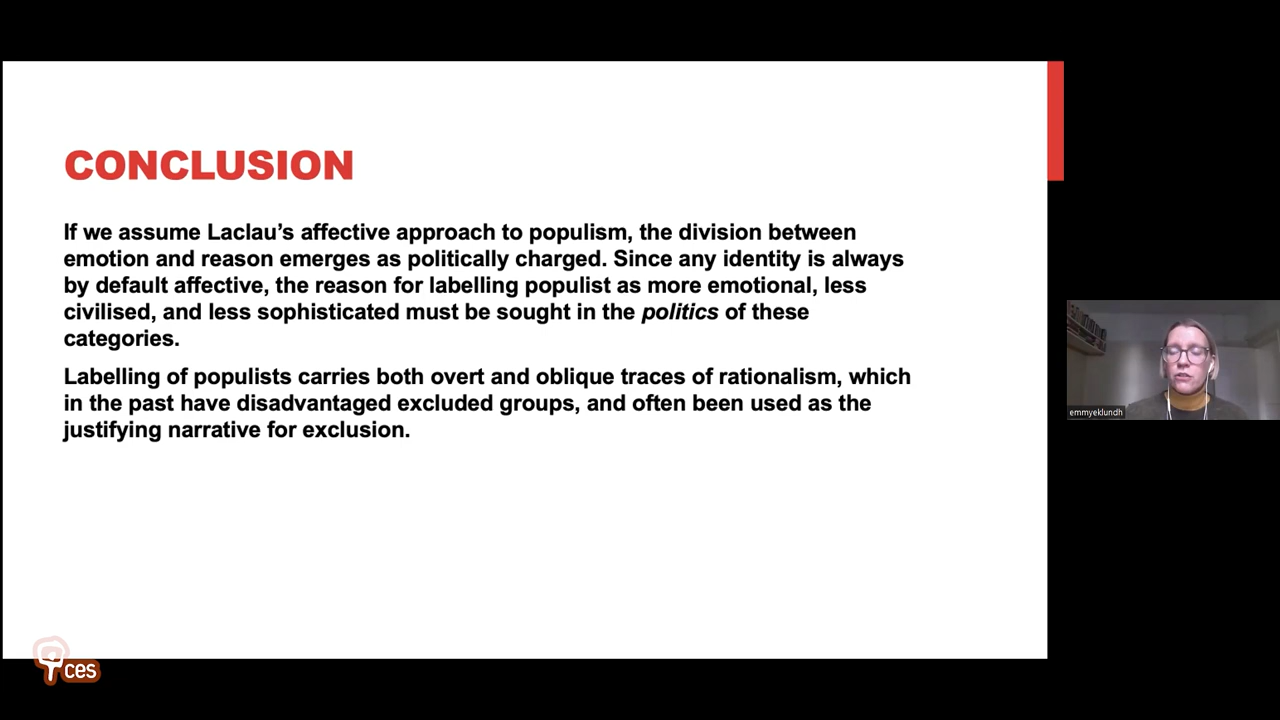 CONCLUSION
If we assume Laclau’s affective approach to populism, the division between
emotion and reason emerges as politically charged. Since any identity is always
by default affective, the reason for labelling populist as more emotional, less
civilised, and less sophisticated must be sought in the politics of these
categories.
Labelling of populists carries both overt and oblique traces of rationalism, which
in the past have disadvantaged excluded groups, and often been used as the
justifying narrative for exclusion.
emmyeklundh
ces